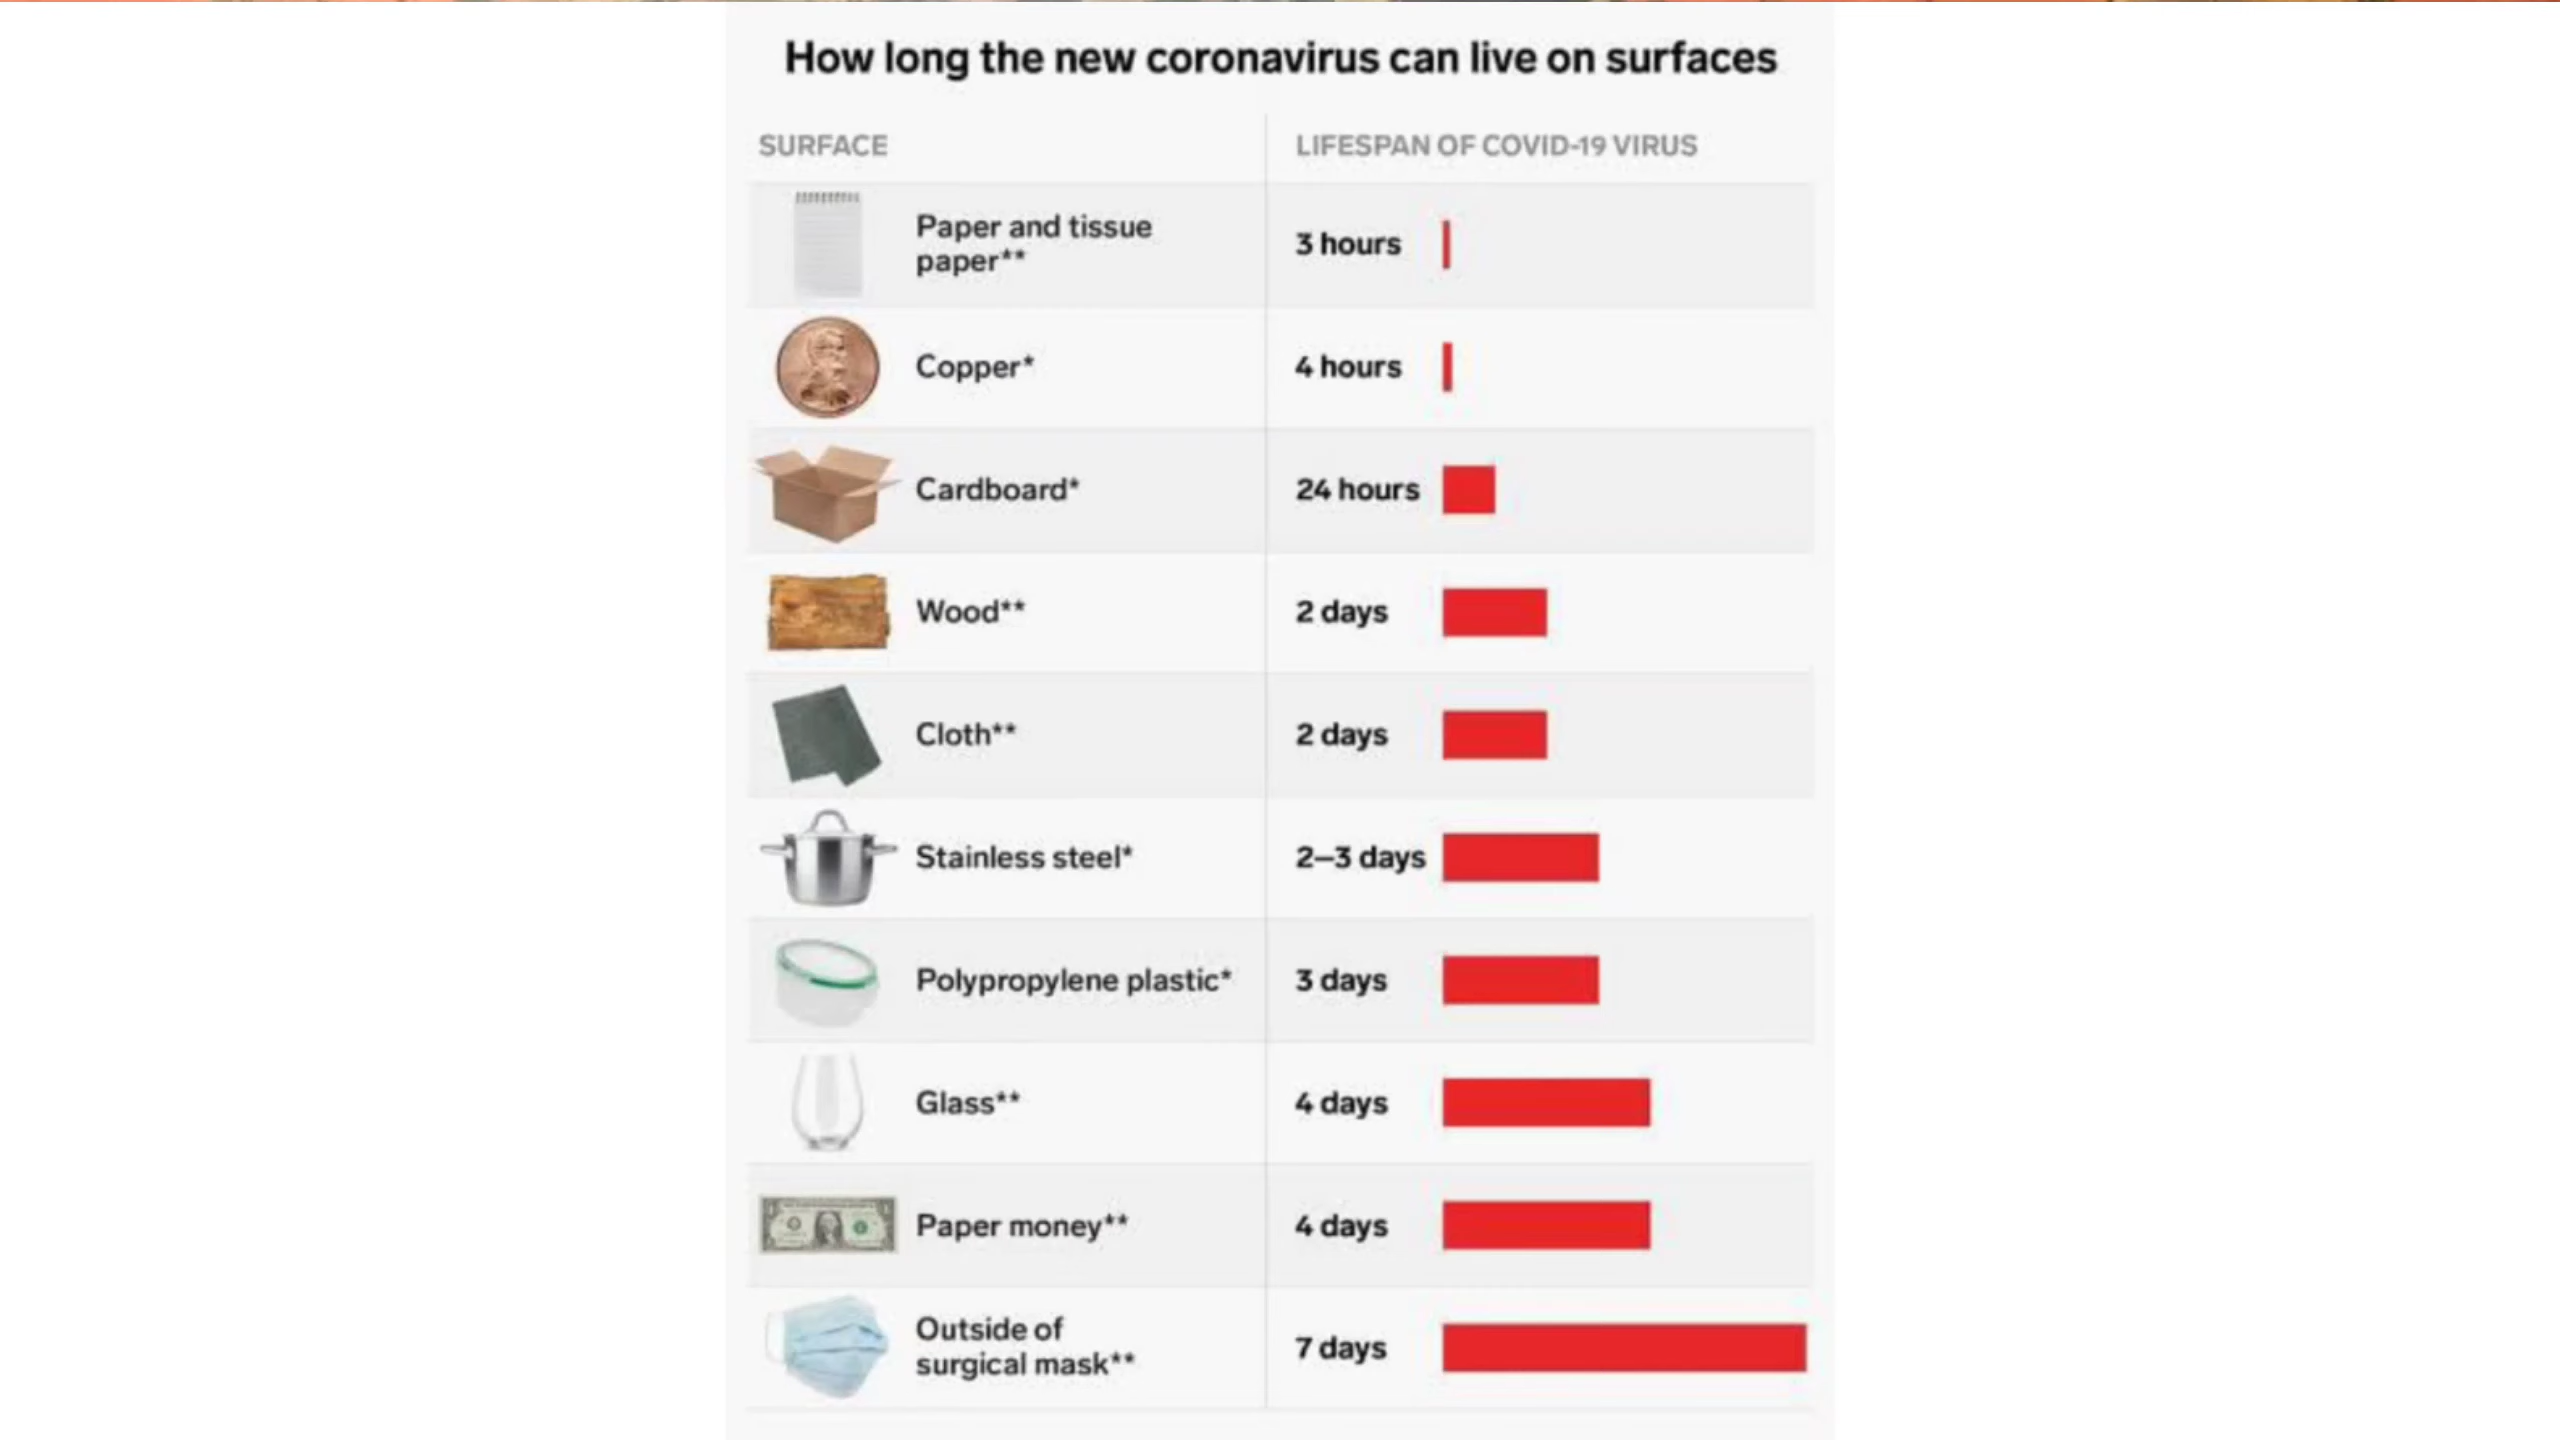 How long the new coronavirus can live on surfaces
SURFACE
LIFESPAN OF COVID-19 VIRUS
Paper and tissue
paper**
3 hours
Copper*
4 hours
Cardboard*
24 hours
Wood**
2 days
Cloth**
2 days
Stainless steel*
2–3 days
Polypropylene plastic*
3 days
Glass**
4 days
Paper money**
4 days
Outside of
surgical mask**
7 days